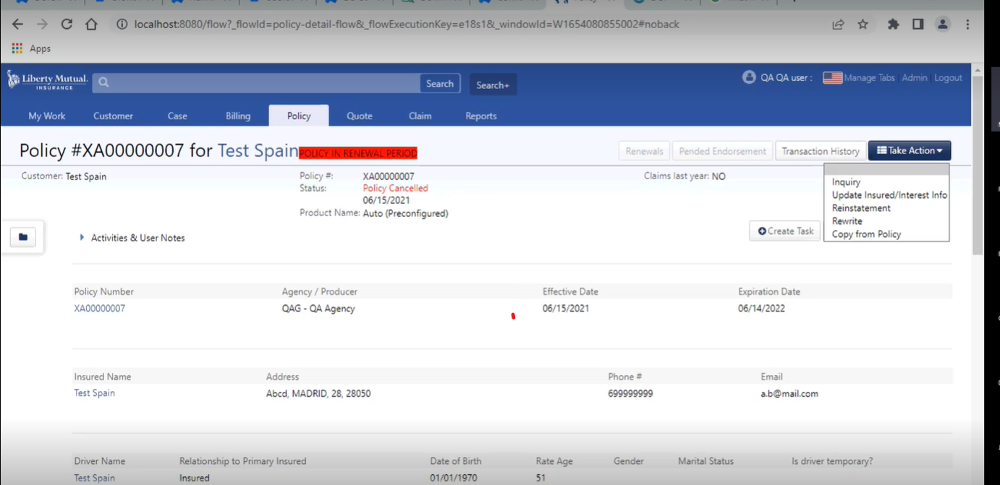 localhost:8080/flow?_flowId=policy-detail-flow&_flowExecutionKey=e18s1&_windowId=W1654080855002#noback
Apps
Liberty Mutual. INSURANCE Search Search+ QA QA user : Manage Tabs | Admin | Logout
My Work Customer Case Billing Policy Quote Claim Reports
Policy #XA00000007 for Test Spain POLICY IN RENEWAL PERIOD Renewals Pended Endorsement Transaction History Take Action
Customer: Test Spain Policy #: XA00000007 Claims last year: NO
Status: Policy Cancelled
06/15/2021
Product Name: Auto (Preconfigured)
Inquiry
Update Insured/Interest Info
Reinstatement
Rewrite
Copy from Policy
Create Task
Activities & User Notes
Policy Number Agency / Producer Effective Date Expiration Date
XA00000007 QAG - QA Agency 06/15/2021 06/14/2022
Insured Name Address Phone # Email
Test Spain Abcd, MADRID, 28, 28050 699999999 a.b@mail.com
Driver Name Relationship to Primary Insured Date of Birth Rate Age Gender Marital Status Is driver temporary?
Test Spain Insured 01/01/1970 51